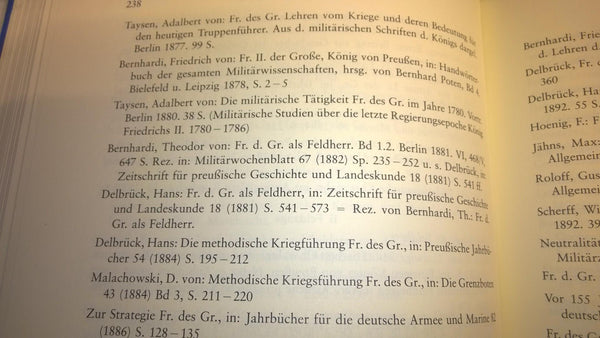 238
Taysen, Adalbert von: Fr. des Gr. Lehren vom Kriege und deren Bedeutung für
den heutigen Truppenführer. Aus d. militärischen Schriften d. Königs dargel.
Berlin 1877. 99 S.
Bernhardi, Friedrich von: Fr. II. der Große, König von Preußen, in: Handwörter-
buch der gesamten Militärwissenschaften, hrsg. von Bernhard Poten, Bd 4.
Bielefeld u. Leipzig 1878, S. 2–5
Taysen, Adalbert von: Die militärische Tätigkeit Fr. des Gr. im Jahre 1780. Vortr.
Berlin 1880. 38 S. (Militärische Studien über die letzte Regierungsepoche König
Friedrichs II. 1780–1786)
Bernhardi, Theodor von: Fr. d. Gr. als Feldherr. Bd 1.2. Berlin 1881. VI, 468/V,
647 S. Rez. in: Militärwochenblatt 67 (1882) Sp. 235–252 u. s. Delbrück, in:
Zeitschrift für preußische Geschichte und Landeskunde 18 (1881) S. 541 ff.
Delbrück, Hans: Fr. d. Gr. als Feldherr, in: Zeitschrift für preußische Geschichte
und Landeskunde 18 (1881) S. 541–573 = Rez. von Bernhardi, Th.: Fr. d.
Gr. als Feldherr.
Delbrück, Hans: Die methodische Kriegführung Fr. des Gr., in: Preußische Jahrbü-
cher 54 (1884) S. 195–212
Malachowski, D. von: Methodische Kriegsführung Fr. des Gr., in: Die Grenzboten
43 (1884) Bd 3, S. 211–220
Zur Strategie Fr. des Gr., in: Jahrbücher für die deutsche Armee und Marine 62
(1886) S. 128–135
Bernhardi, Frie
d. Lehren d.
Delbrück, Fr.
360
Delbrück,
1892. 55 S.
Hoenig, F.:
Jähns, Max:
Allgemein
Roloff, Gus
Allgemein
Scherff, Wi
1892. 39
Neutralitä
Militär
Fr. d. Gr.
Vor 155 J
den v
Fr. des G